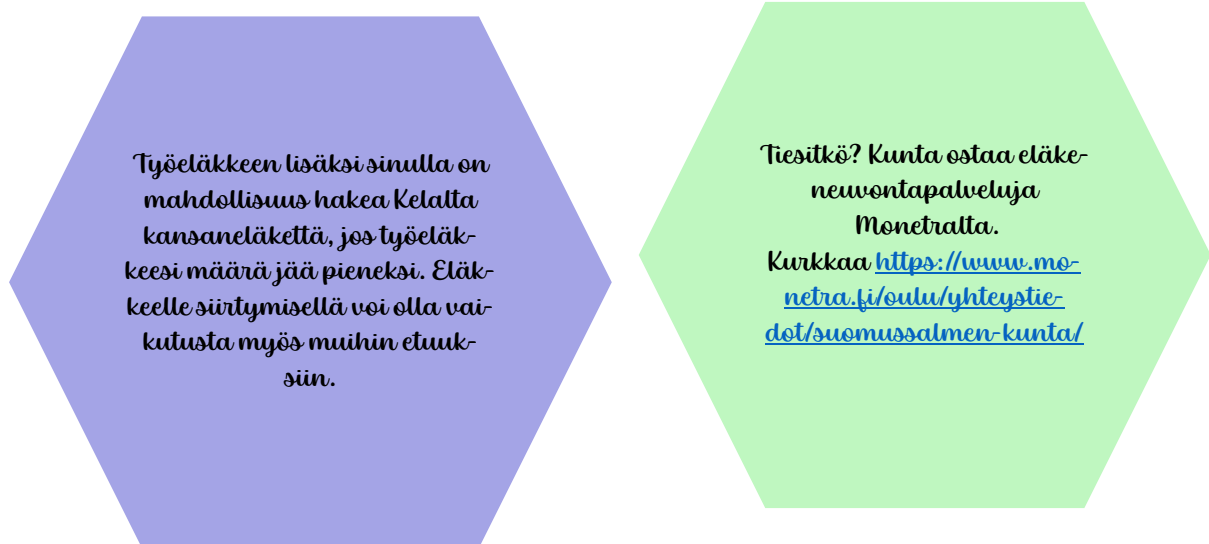 Työeläkkeen lisäksi sinulla on
mahdollisuus hakea Kelalta
kansaneläkettä, jos työeläk-
keesi määrä jää pieneksi. Eläk-
keelle siirtymisellä voi olla vai-
kutusta myös muihin etuuk-
siin.
Tiesitkö? Kunta ostaa eläke-
neuvontapalveluja
Monetralta.
Kurkkaa https://www.mo-
netra.fi/oulu/yhteystie-
dot/suomussalmen-kunta/